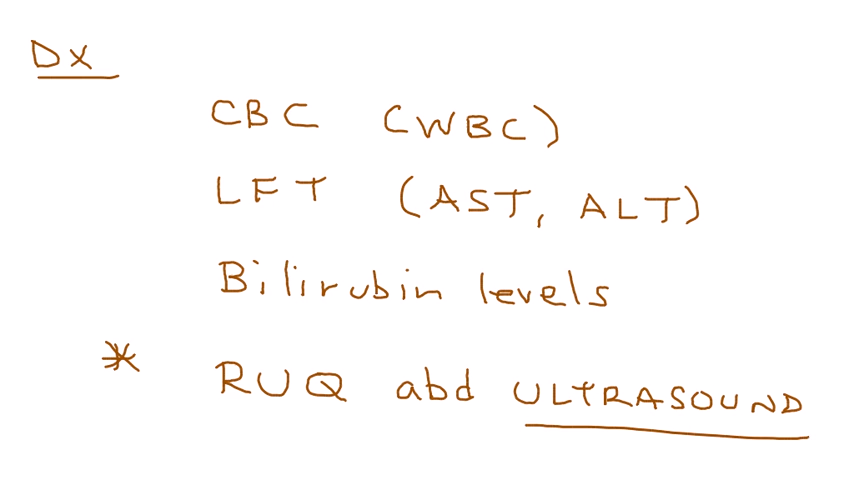 Dx
CBC (WBC)
LFT (AST, ALT)
Bilirubin levels
* RUQ abd ULTRASOUND